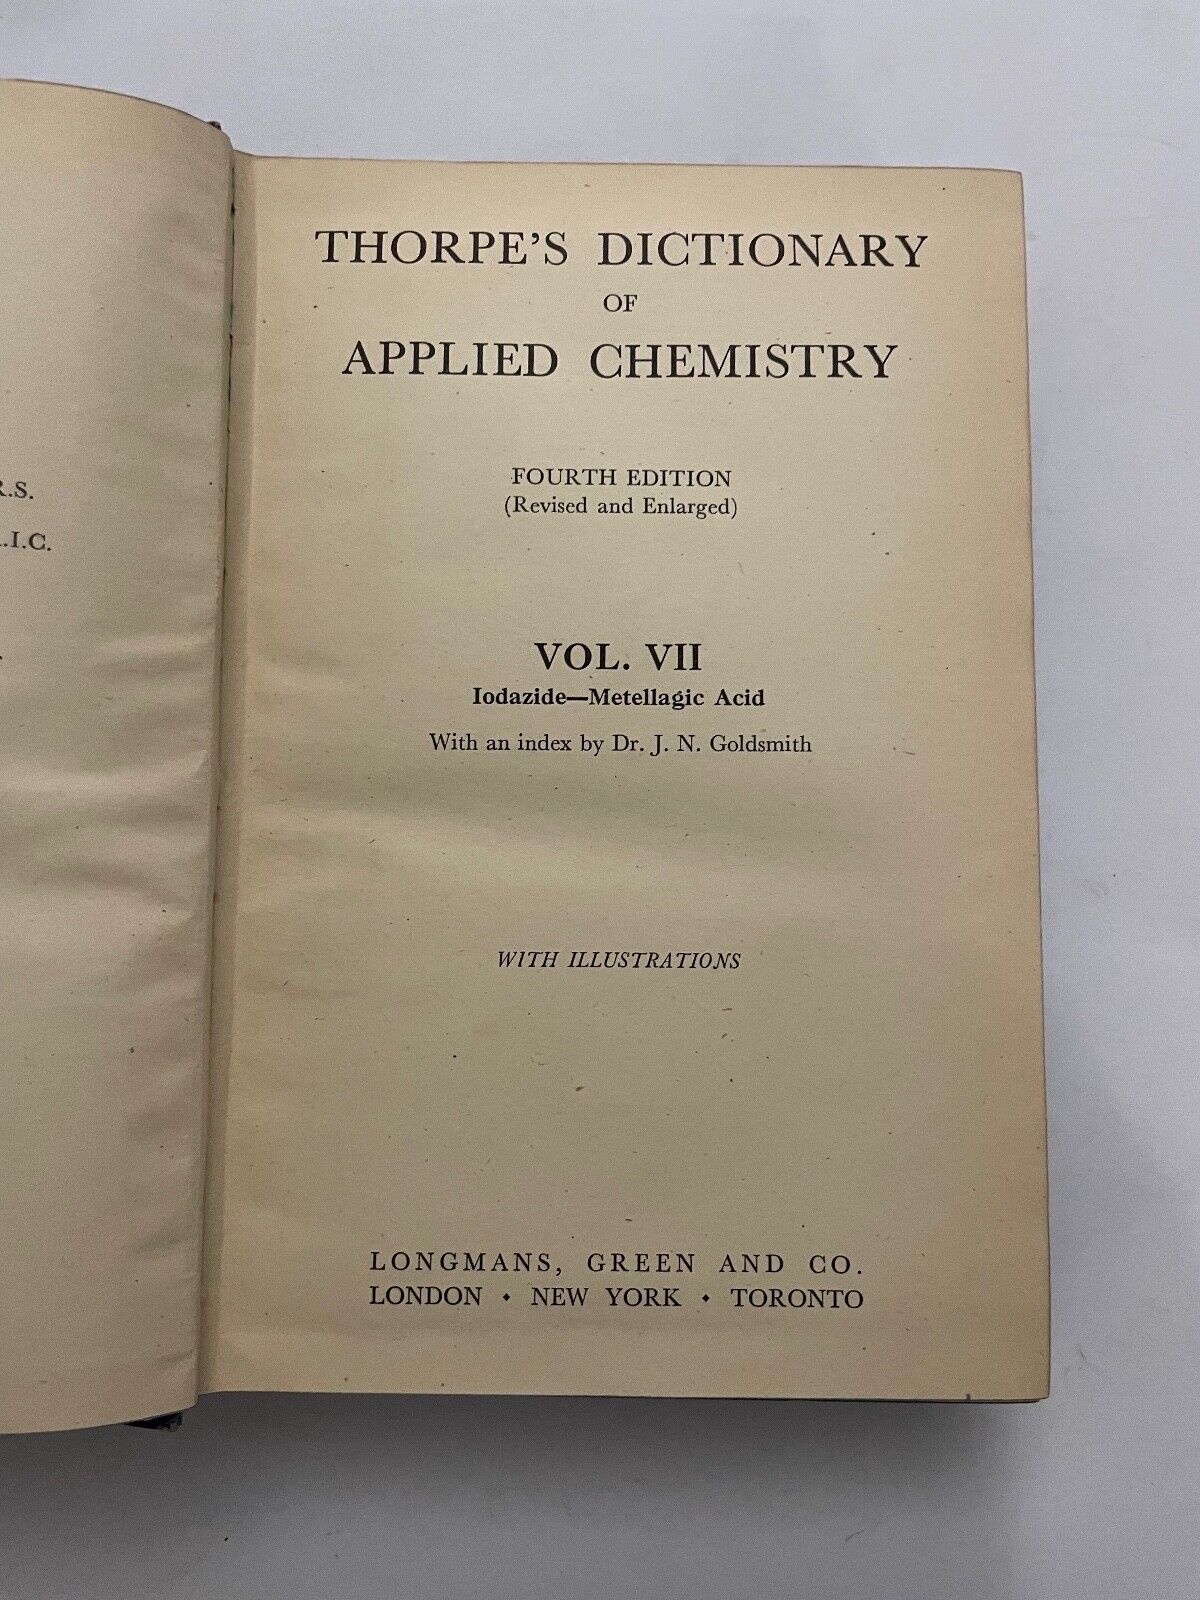 R.S.
.I.C.
THORPE'S DICTIONARY
OF
APPLIED CHEMISTRY
FOURTH EDITION
(Revised and Enlarged)
VOL. VII
Iodazide—Metellagic Acid
With an index by Dr. J. N. Goldsmith
WITH ILLUSTRATIONS
LONGMANS, GREEN AND CO.
LONDON • NEW YORK • TORONTO